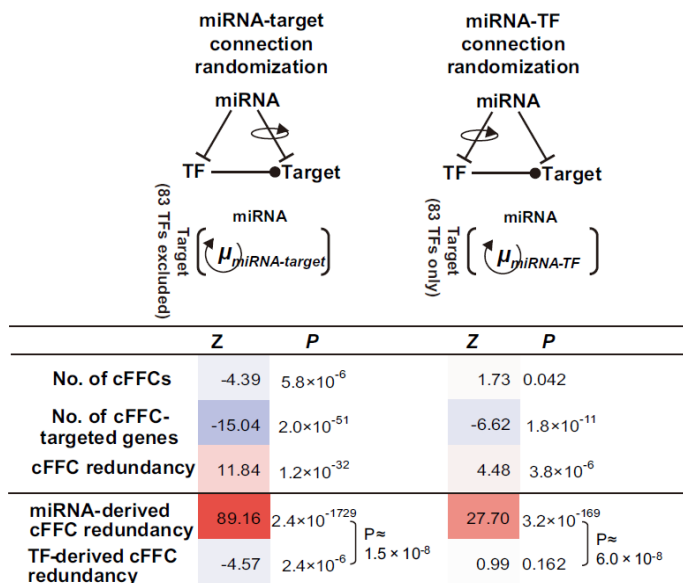 miRNA-target
connection
randomization
miRNA
TF
Target
miRNA
Target
(83 TFs excluded)
μmiRNA-target
miRNA-TF
connection
randomization
miRNA
TF
Target
miRNA
Target
(83 TFs only)
μmiRNA-TF
Z P Z P
No. of cFFCs -4.39 5.8×10⁻⁶ 1.73 0.042
No. of cFFC-
targeted genes -15.04 2.0×10⁻⁵¹ -6.62 1.8×10⁻¹¹
cFFC redundancy 11.84 1.2×10⁻³² 4.48 3.8×10⁻⁶
miRNA-derived
cFFC redundancy 89.16 2.4×10⁻¹⁷²⁹ 27.70 3.2×10⁻¹⁶⁹
P≈
1.5 × 10⁻⁸
P≈
6.0 × 10⁻⁸
TF-derived cFFC
redundancy -4.57 2.4×10⁻⁶ 0.99 0.162